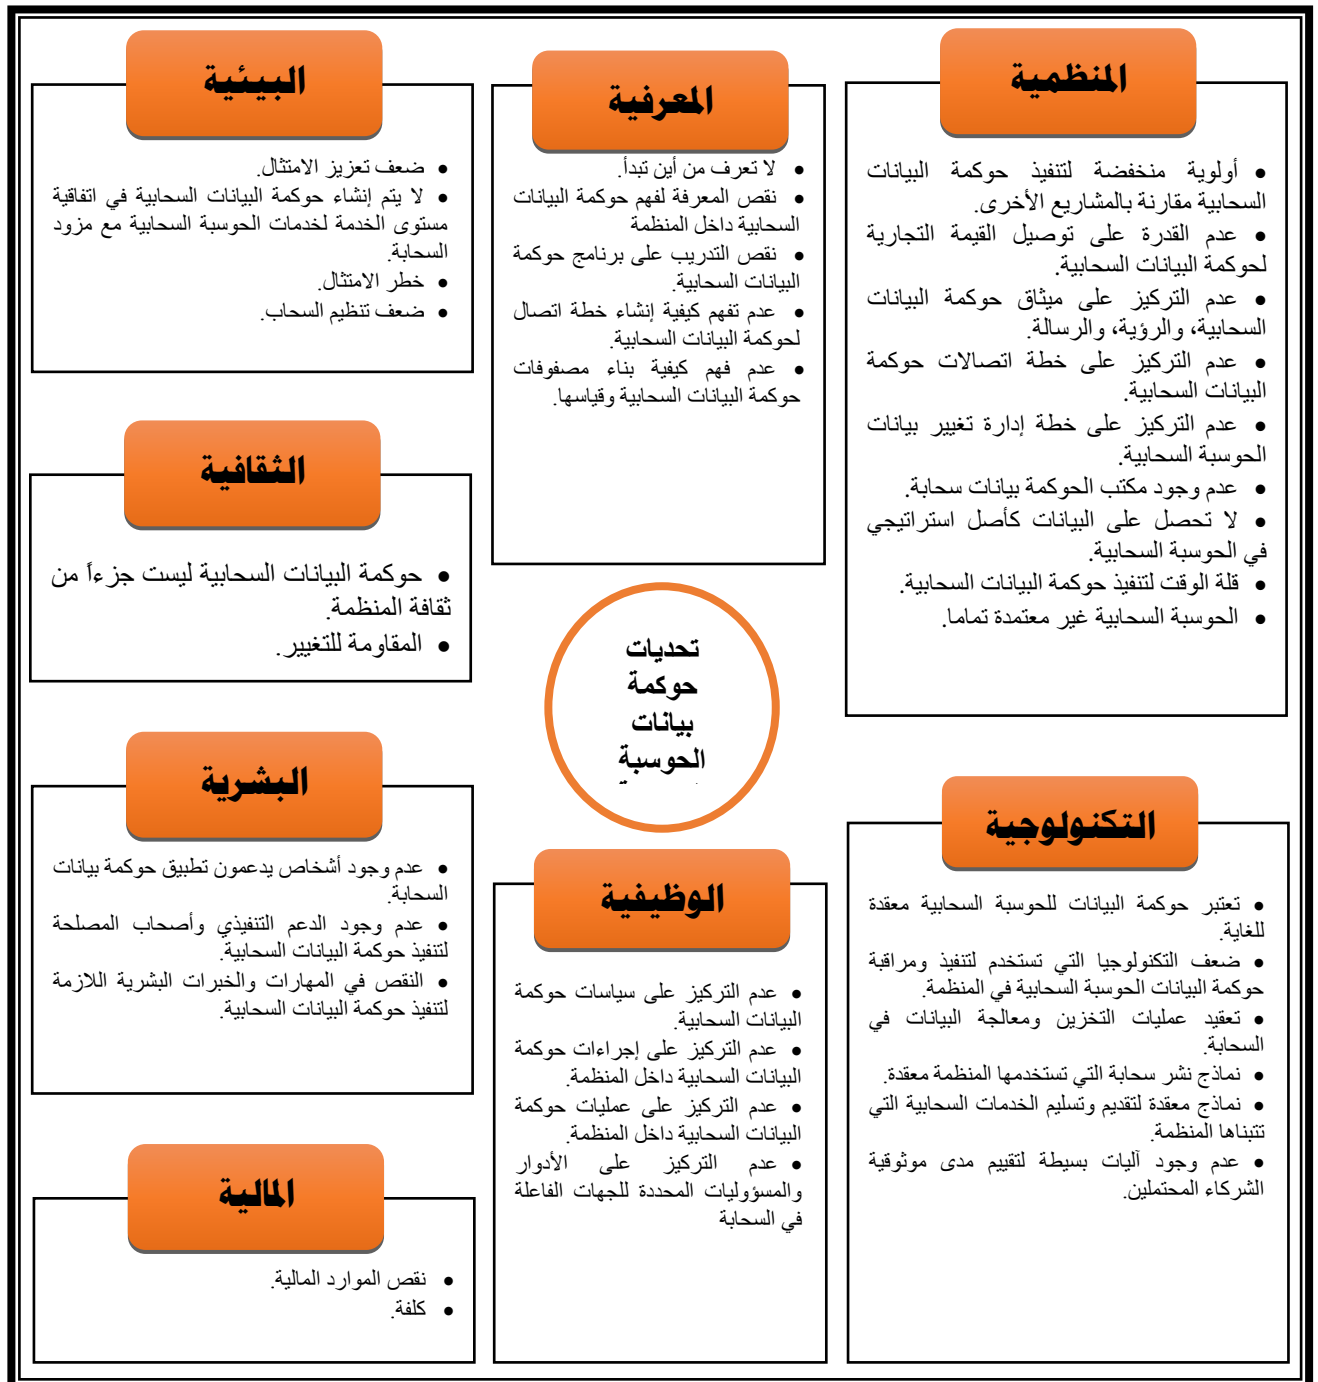 المنظمية
• أولوية منخفضة لتنفيذ حوكمة البيانات
السحابية مقارنة بالمشاريع الأخرى.
• عدم القدرة على توصيل القيمة التجارية
لحوكمة البيانات السحابية.
• عدم التركيز على ميثاق حوكمة البيانات
السحابية، والرؤية، والرسالة.
• عدم التركيز على خطة اتصالات حوكمة
البيانات السحابية.
• عدم التركيز على خطة إدارة تغيير بيانات
الحوسبة السحابية.
• عدم وجود مكتب الحوكمة بيانات سحابة.
• لا تحصل على البيانات كأصل استراتيجي
في الحوسبة السحابية.
• قلة الوقت لتنفيذ حوكمة البيانات السحابية.
• الحوسبة السحابية غير معتمدة تماما.
المعرفية
• لا تعرف من أين تبدأ.
• نقص المعرفة لفهم حوكمة البيانات
السحابية داخل المنظمة
• نقص التدريب على برنامج حوكمة
البيانات السحابية.
• عدم تفهم كيفية إنشاء خطة اتصال
لحوكمة البيانات السحابية.
• عدم فهم كيفية بناء مصفوفات
حوكمة البيانات السحابية وقياسها.
البيئية
• ضعف تعزيز الامتثال.
• لا يتم إنشاء حوكمة البيانات السحابية في اتفاقية
مستوى الخدمة لخدمات الحوسبة السحابية مع مزود
السحابة.
• خطر الامتثال.
• ضعف تنظيم السحاب.
الثقافية
• حوكمة البيانات السحابية ليست جزءاً من
ثقافة المنظمة.
• المقاومة للتغيير.
تحديات
حوكمة
بيانات
الحوسبة
البشرية
• عدم وجود أشخاص يدعمون تطبيق حوكمة بيانات
السحابة.
• عدم وجود الدعم التنفيذي وأصحاب المصلحة
لتنفيذ حوكمة البيانات السحابية.
• النقص في المهارات والخبرات البشرية اللازمة
لتنفيذ حوكمة البيانات السحابية.
التكنولوجية
• تعتبر حوكمة البيانات للحوسبة السحابية معقدة
للغاية.
• ضعف التكنولوجيا التي تستخدم لتنفيذ ومراقبة
حوكمة البيانات الحوسبة السحابية في المنظمة.
• تعقيد عمليات التخزين ومعالجة البيانات في
السحابة.
• نماذج نشر سحابة التي تستخدمها المنظمة معقدة.
• نماذج معقدة لتقديم وتسليم الخدمات السحابية التي
تتبناها المنظمة.
• عدم وجود آليات بسيطة لتقييم مدى موثوقية
الشركاء المحتملين.
الوظيفية
• عدم التركيز على سياسات حوكمة
البيانات السحابية.
• عدم التركيز على إجراءات حوكمة
البيانات السحابية داخل المنظمة.
• عدم التركيز على عمليات حوكمة
البيانات السحابية داخل المنظمة.
• عدم التركيز على الأدوار
والمسؤوليات المحددة للجهات الفاعلة
في السحابة
المالية
• نقص الموارد المالية.
• كلفة.